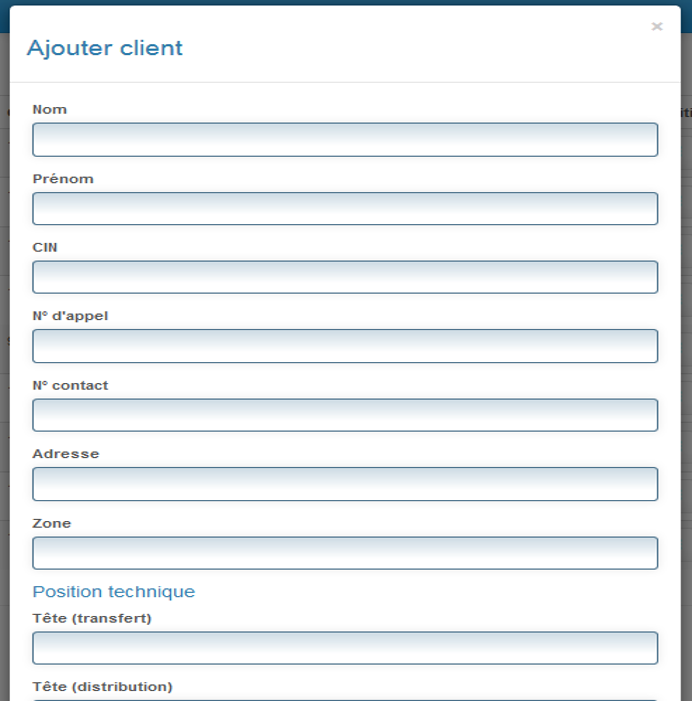 ×
Ajouter client
Nom
Prénom
CIN
N° d'appel
N° contact
Adresse
Zone
Position technique
Tête (transfert)
Tête (distribution)